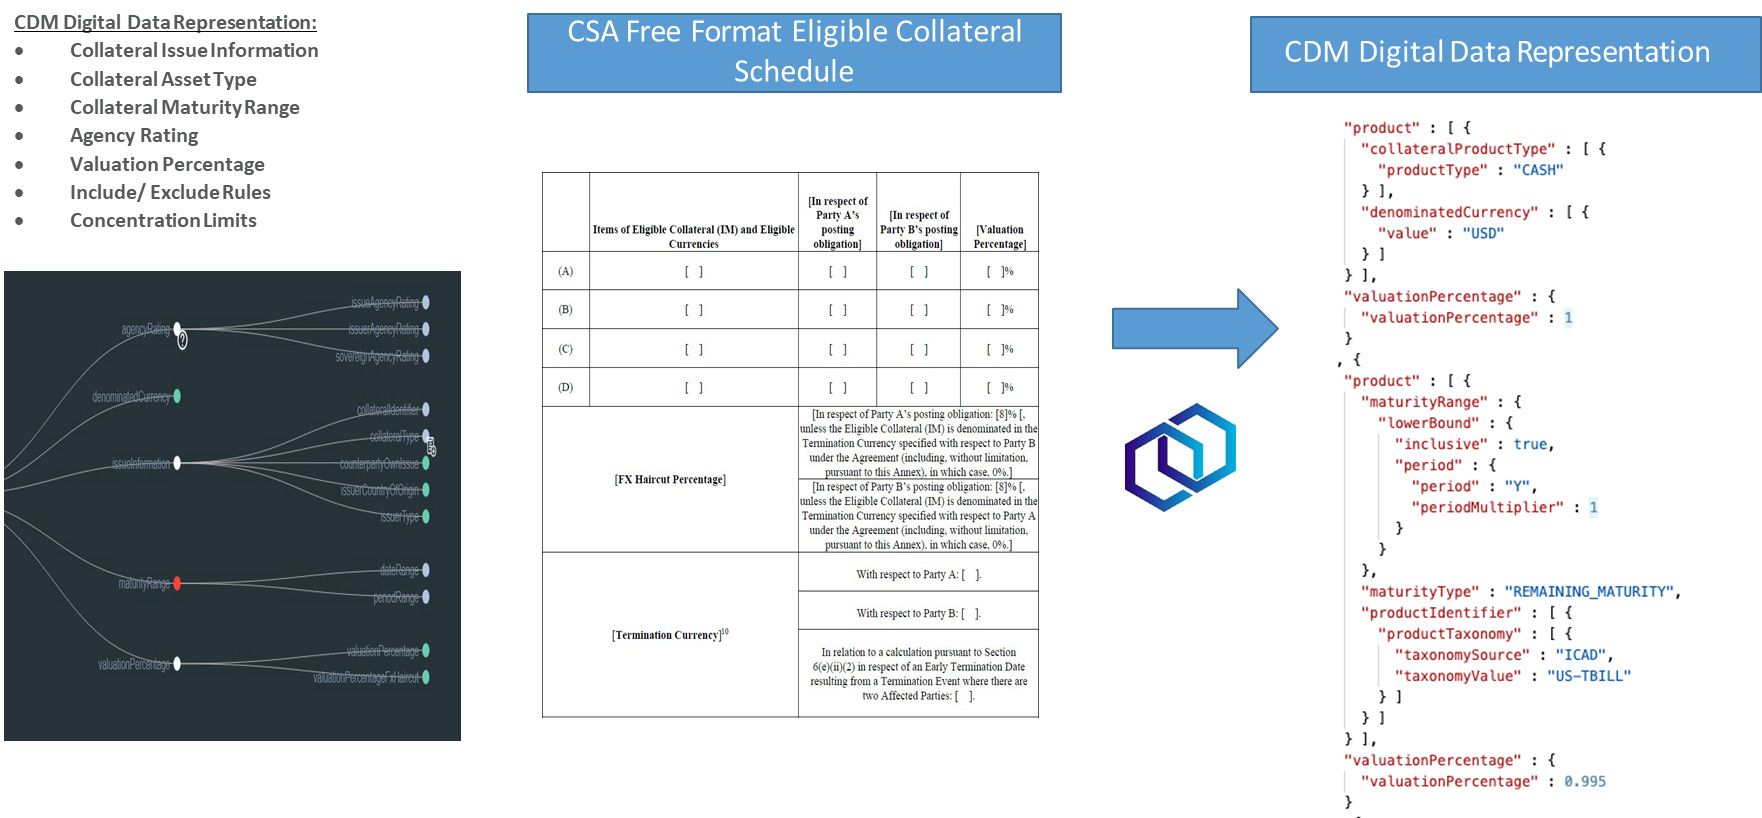 CDM Digital Data Representation:
• Collateral Issue Information
• Collateral Asset Type
• Collateral Maturity Range
• Agency Rating
• Valuation Percentage
• Include/ Exclude Rules
• Concentration Limits
issueAgencyRating
agencyRating
issuerAgencyRating
?
sovereignAgencyRating
denominatedCurrency
collateralIdentifier
collateralType
issueInformation
counterpartyOwnIssue
issuerCountryOfOrigin
issuerType
dateRange
maturityRange
periodRange
valuationPercentage
valuationPercentage
valuationPercentageFxHaircut
CSA Free Format Eligible Collateral
Schedule
Items of Eligible Collateral (IM) and Eligible
Currencies
[In respect of
Party A's
posting
obligation]
[In respect of
Party B's posting
obligation]
[Valuation
Percentage]
(A) [ ] [ ] [ ] [ ]%
(B) [ ] [ ] [ ] [ ]%
(C) [ ] [ ] [ ] [ ]%
(D) [ ] [ ] [ ] [ ]%
[FX Haircut Percentage]
[In respect of Party A's posting obligation: [8]% [,
unless the Eligible Collateral (IM) is denominated in the
Termination Currency specified with respect to Party B
under the Agreement (including, without limitation,
pursuant to this Annex), in which case, 0%.]
[In respect of Party B's posting obligation: [8]% [,
unless the Eligible Collateral (IM) is denominated in the
Termination Currency specified with respect to Party A
under the Agreement (including, without limitation,
pursuant to this Annex), in which case, 0%.]
[Termination Currency]10
With respect to Party A: [ ].
With respect to Party B: [ ].
In relation to a calculation pursuant to Section
6(e)(ii)(2) in respect of an Early Termination Date
resulting from a Termination Event where there are
two Affected Parties: [ ].
CDM Digital Data Representation
"product" : [ {
"collateralProductType" : [ {
"productType" : "CASH"
} ],
"denominatedCurrency" : [ {
"value" : "USD"
} ]
} ],
"valuationPercentage" : {
"valuationPercentage" : 1
}
, {
"product" : [ {
"maturityRange" : {
"lowerBound" : {
"inclusive" : true,
"period" : {
"period" : "Y",
"periodMultiplier" : 1
}
}
},
"maturityType" : "REMAINING_MATURITY",
"productIdentifier" : [ {
"productTaxonomy" : [ {
"taxonomySource" : "ICAD",
"taxonomyValue" : "US-TBILL"
} ]
} ]
} ],
"valuationPercentage" : {
"valuationPercentage" : 0.995
}